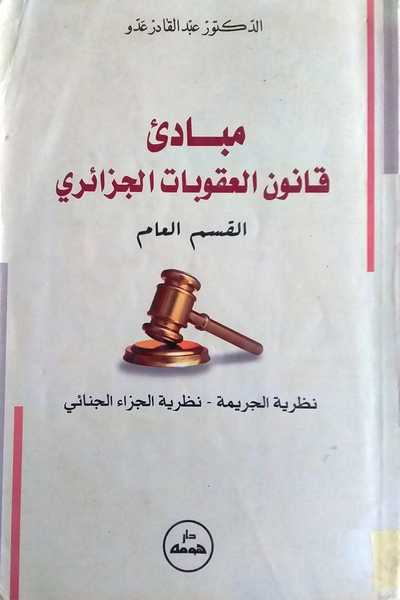 الدكتور عبد القادر عدو
مبادئ
قانون العقوبات الجزائري
القسم العام
نظرية الجريمة - نظرية الجزاء الجنائي
دار
هومه